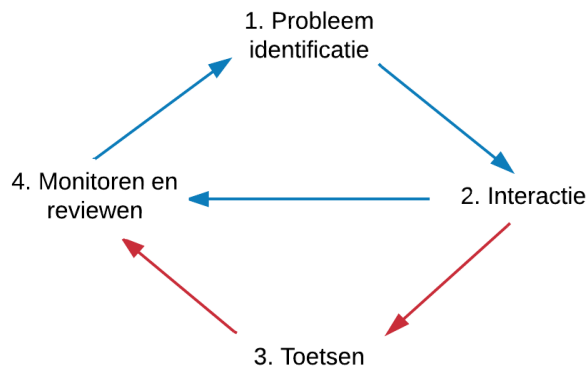 1. Probleem
identificatie
4. Monitoren en
reviewen
2. Interactie
3. Toetsen